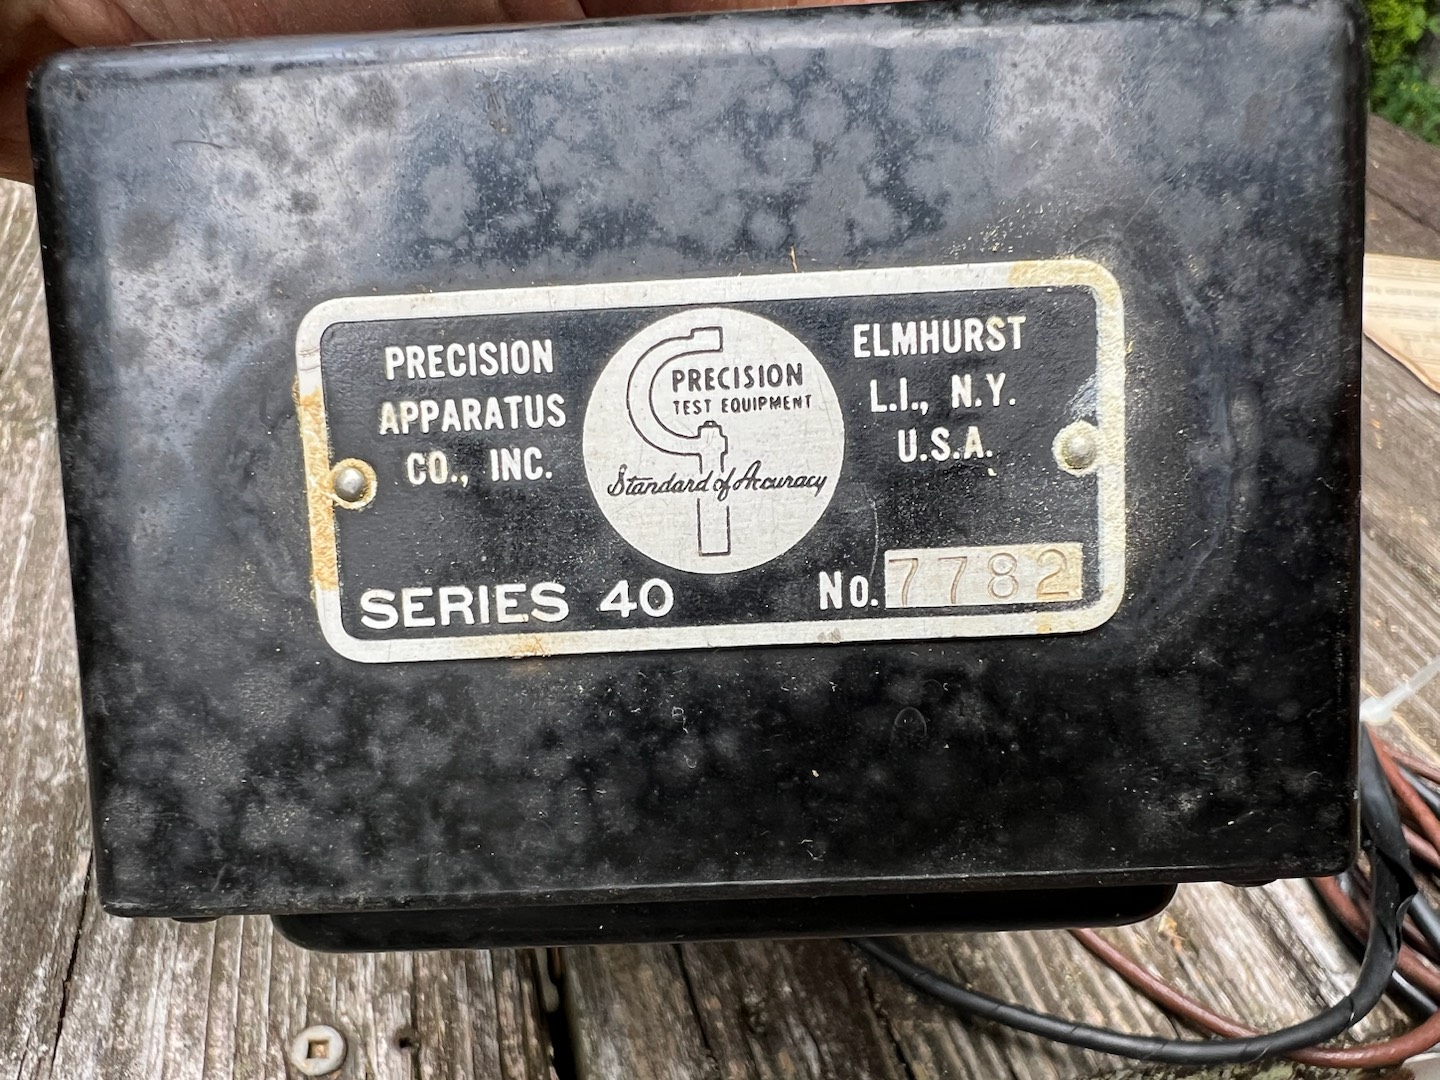 PRECISION
APPARATUS
CO., INC.
PRECISION
TEST EQUIPMENT
Standard of Accuracy
ELMHURST
L.I., N.Y.
U.S.A.
SERIES 40
No. 7782